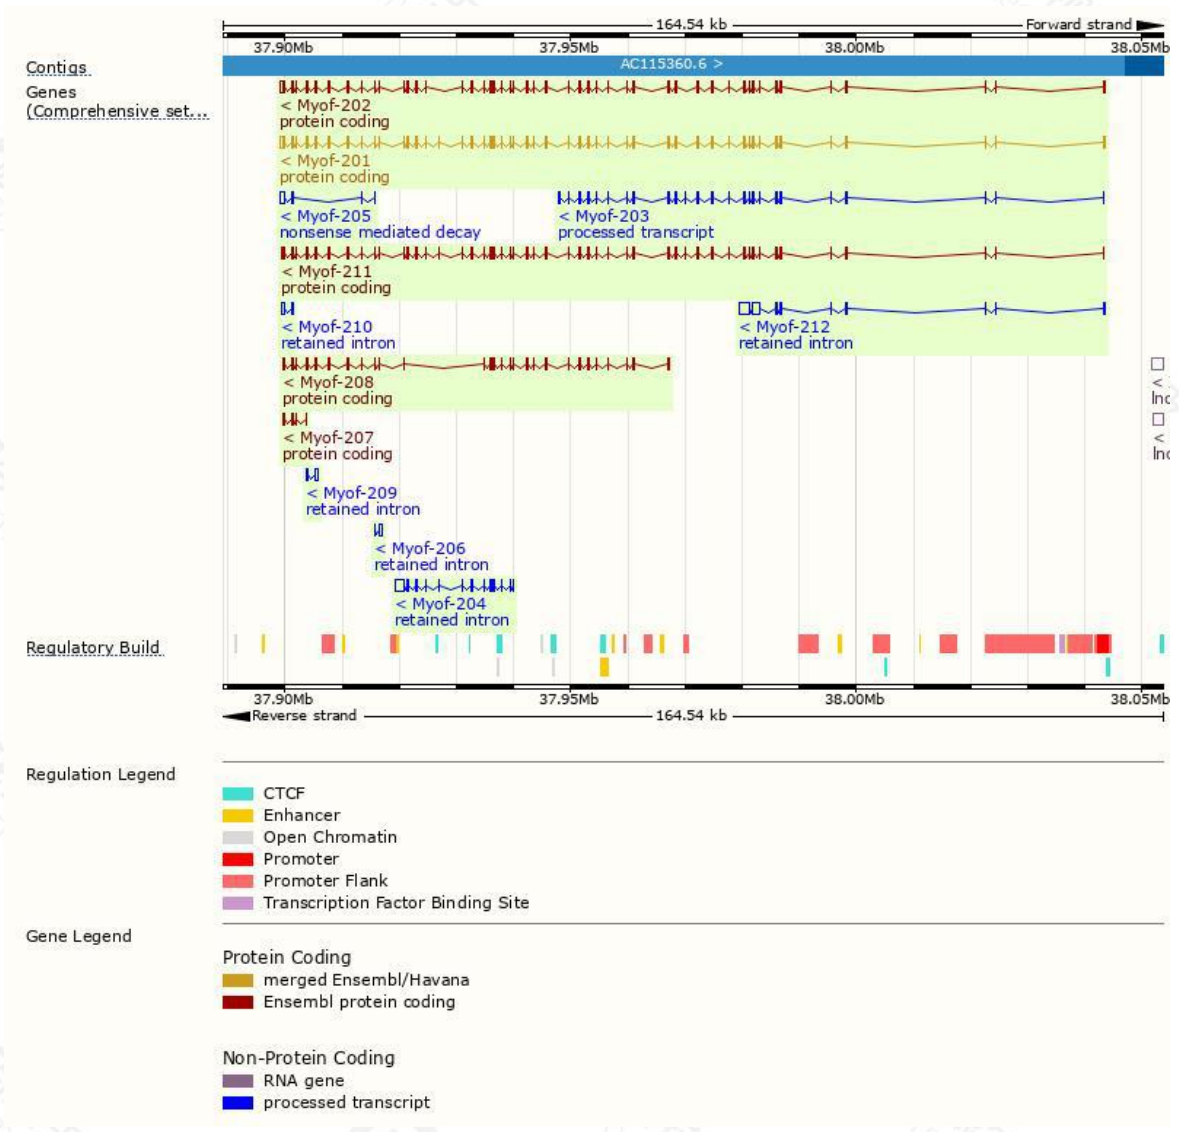 164.54 kb Forward strand
37.90Mb 37.95Mb 38.00Mb 38.05Mb
Contigs AC115360.6 >
Genes
(Comprehensive set...
< Myof-202
protein coding
< Myof-201
protein coding
< Myof-205 < Myof-203
nonsense mediated decay processed transcript
< Myof-211
protein coding
< Myof-210 < Myof-212
retained intron retained intron
< Myof-208 <
protein coding lnc
< Myof-207 <
protein coding lnc
< Myof-209
retained intron
< Myof-206
retained intron
< Myof-204
retained intron
Regulatory Build
37.90Mb 37.95Mb 38.00Mb 38.05Mb
Reverse strand 164.54 kb
Regulation Legend
CTCF
Enhancer
Open Chromatin
Promoter
Promoter Flank
Transcription Factor Binding Site
Gene Legend
Protein Coding
merged Ensembl/Havana
Ensembl protein coding
Non-Protein Coding
RNA gene
processed transcript